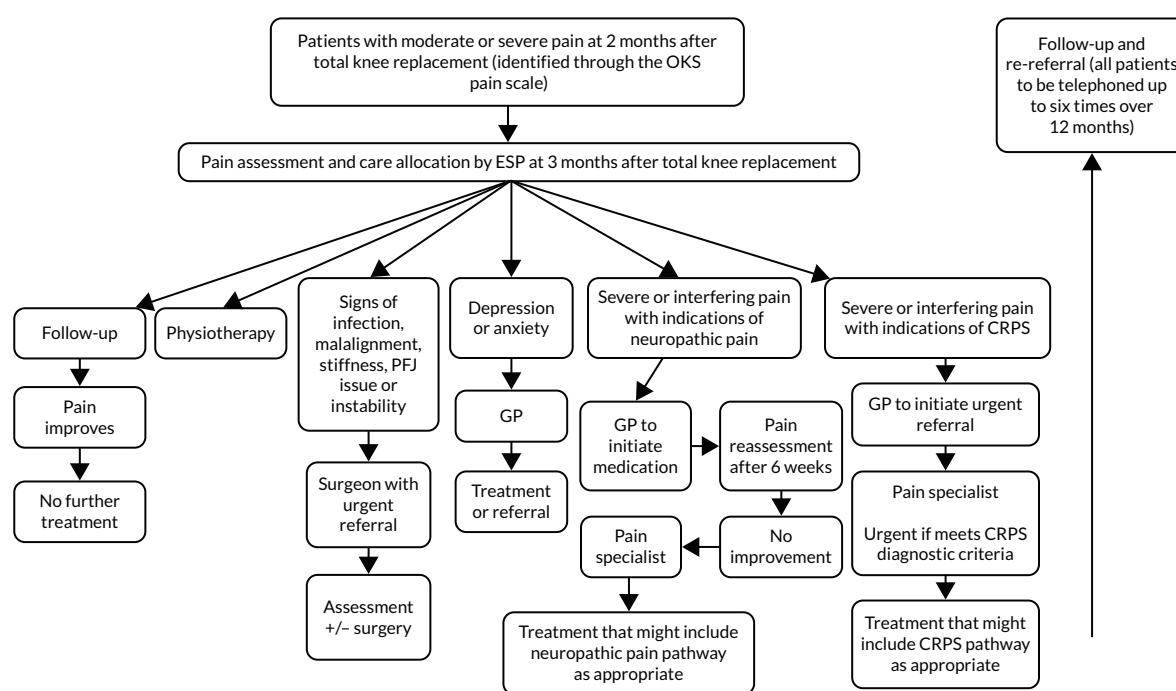 Patients with moderate or severe pain at 2 months after
total knee replacement (identified through the OKS
pain scale)
Follow-up and
re-referral (all patients
to be telephoned up
to six times over
12 months)
Pain assessment and care allocation by ESP at 3 months after total knee replacement
Follow-up
Pain
improves
No further
treatment
Physiotherapy
Signs of
infection,
malalignment,
stiffness, PFJ
issue or
instability
Surgeon with
urgent
referral
Assessment
+/– surgery
Depression
or anxiety
GP
Treatment
or referral
Severe or interfering pain
with indications of
neuropathic pain
GP to
initiate
medication
Pain
reassessment
after 6 weeks
No
improvement
Pain
specialist
Treatment that might include
neuropathic pain pathway
as appropriate
Severe or interfering pain
with indications of CRPS
GP to initiate urgent
referral
Pain specialist
Urgent if meets CRPS
diagnostic criteria
Treatment that might
include CRPS pathway
as appropriate